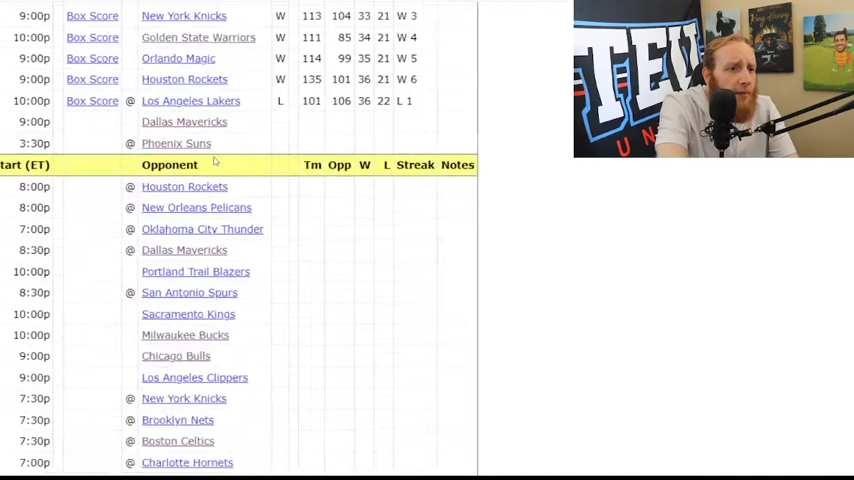 9:00p Box Score New York Knicks W 113 104 33 21 W 3
10:00p Box Score Golden State Warriors W 111 85 34 21 W 4
9:00p Box Score Orlando Magic W 114 99 35 21 W 5
9:00p Box Score Houston Rockets W 135 101 36 21 W 6
10:00p Box Score @ Los Angeles Lakers L 101 106 36 22 L 1
9:00p Dallas Mavericks
3:30p @ Phoenix Suns
tart (ET) Opponent Tm Opp W L Streak Notes
8:00p @ Houston Rockets
8:00p @ New Orleans Pelicans
7:00p @ Oklahoma City Thunder
8:30p @ Dallas Mavericks
10:00p Portland Trail Blazers
8:30p @ San Antonio Spurs
10:00p Sacramento Kings
10:00p Milwaukee Bucks
9:00p Chicago Bulls
9:00p Los Angeles Clippers
7:30p @ New York Knicks
7:30p @ Brooklyn Nets
7:30p @ Boston Celtics
7:00p @ Charlotte Hornets
King Henry